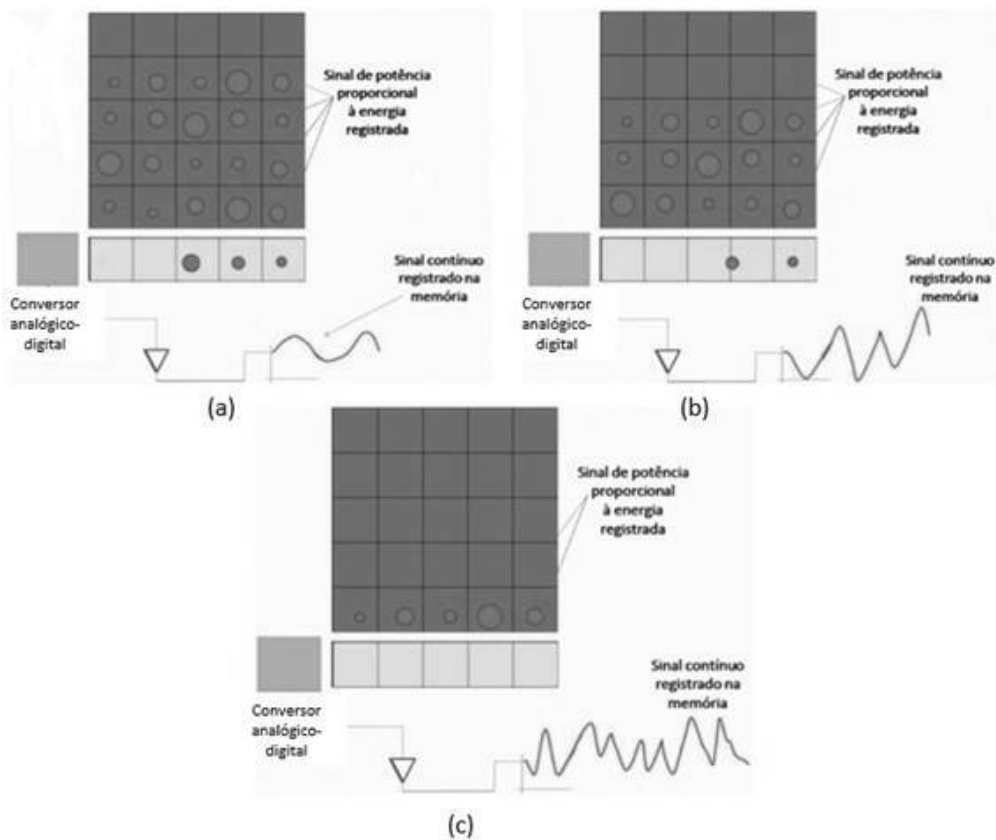 Sinal de potência
proporcional
à energia
registrada
Sinal contínuo
registrado na
memória
Conversor
analógico-
digital
(a)
Sinal de potência
proporcional
à energia
registrada
Sinal contínuo
registrado na
memória
Conversor
analógico-
digital
(b)
Sinal de potência
proporcional
à energia
registrada
Sinal contínuo
registrado na
memória
Conversor
analógico-
digital
(c)